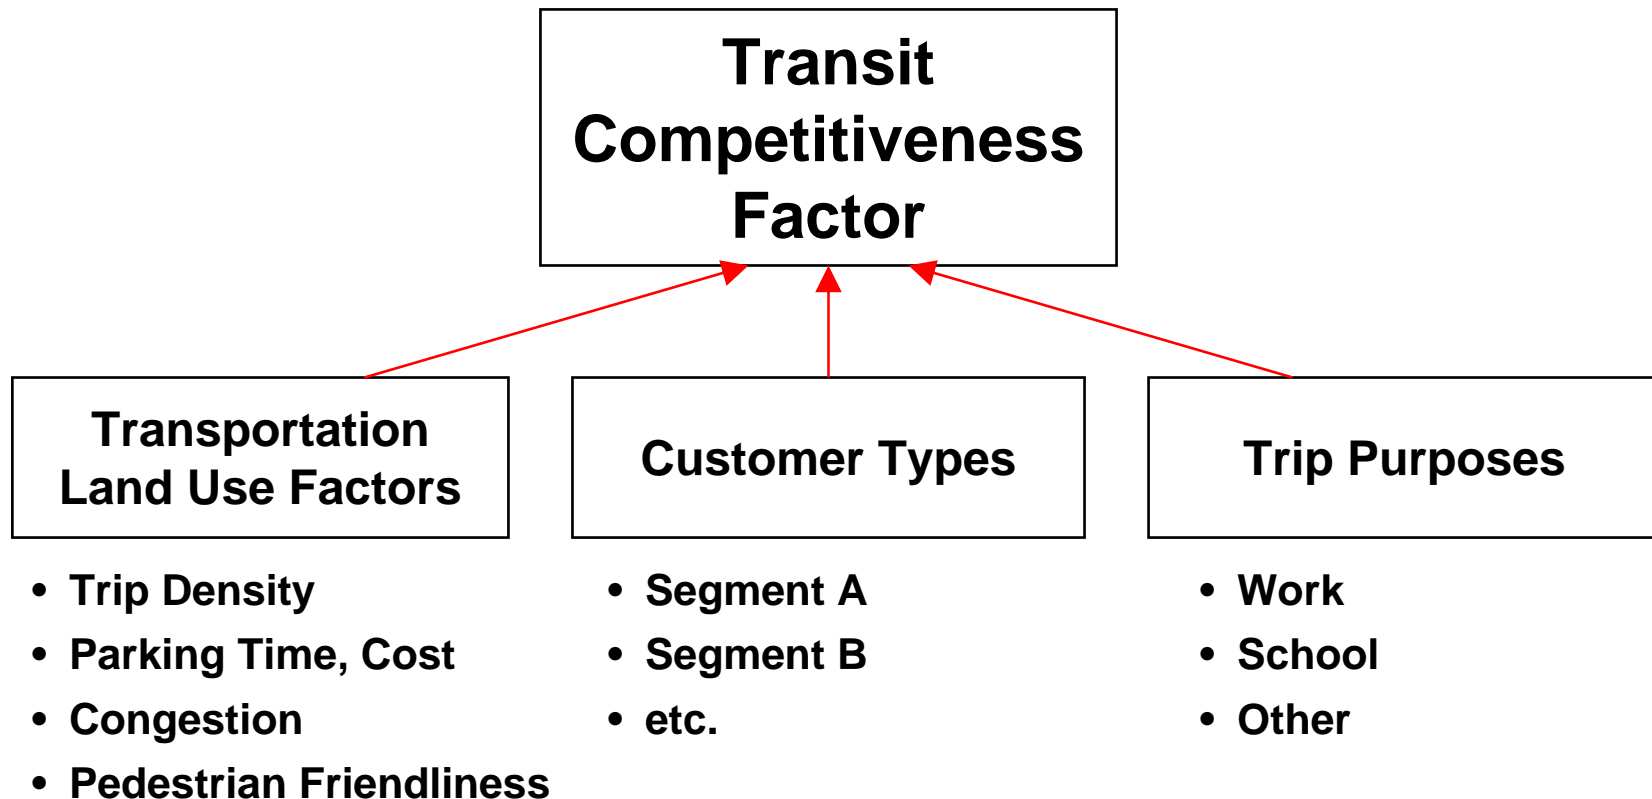 Transit
Competitiveness
Factor
Transportation
Land Use Factors
• Trip Density
• Parking Time, Cost
• Congestion
• Pedestrian Friendliness
Customer Types
• Segment A
• Segment B
• etc.
Trip Purposes
• Work
• School
• Other